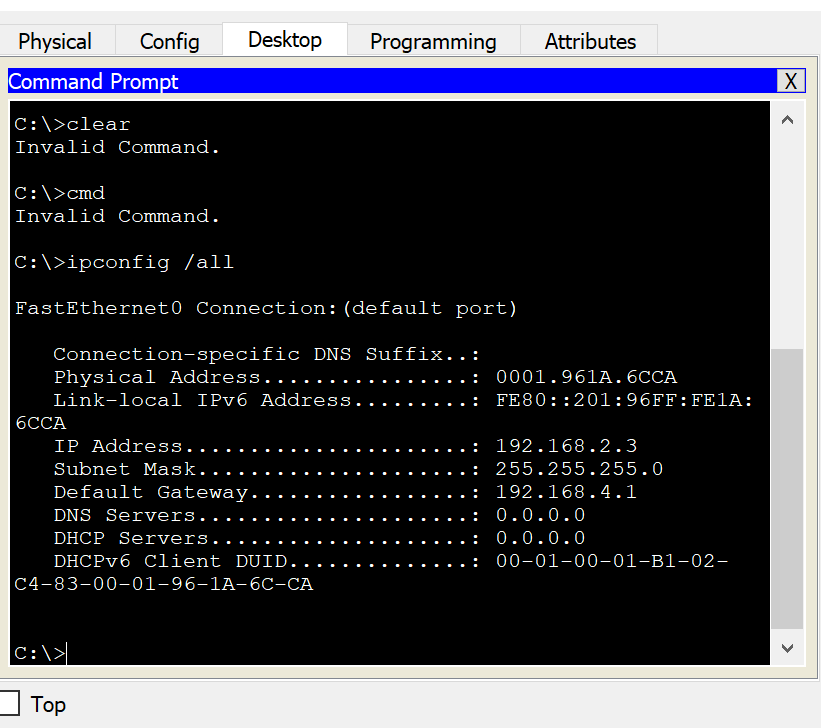 Physical Config Desktop Programming Attributes
Command Prompt X
C:\>clear
Invalid Command.
C:\>cmd
Invalid Command.
C:\>ipconfig /all
FastEthernet0 Connection:(default port)
Connection-specific DNS Suffix..:
Physical Address................: 0001.961A.6CCA
Link-local IPv6 Address.........: FE80::201:96FF:FE1A:
6CCA
IP Address......................: 192.168.2.3
Subnet Mask.....................: 255.255.255.0
Default Gateway.................: 192.168.4.1
DNS Servers.....................: 0.0.0.0
DHCP Servers....................: 0.0.0.0
DHCPv6 Client DUID..............: 00-01-00-01-B1-02-
C4-83-00-01-96-1A-6C-CA
C:\>
Top